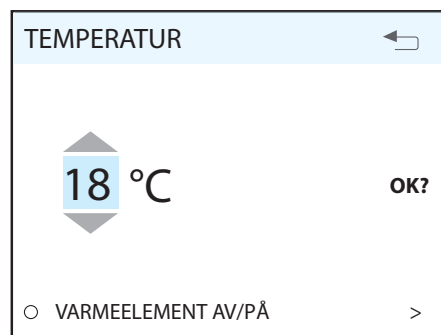 TEMPERATUR
18 °C
OK?
VARMEELEMENT AV/PÅ >